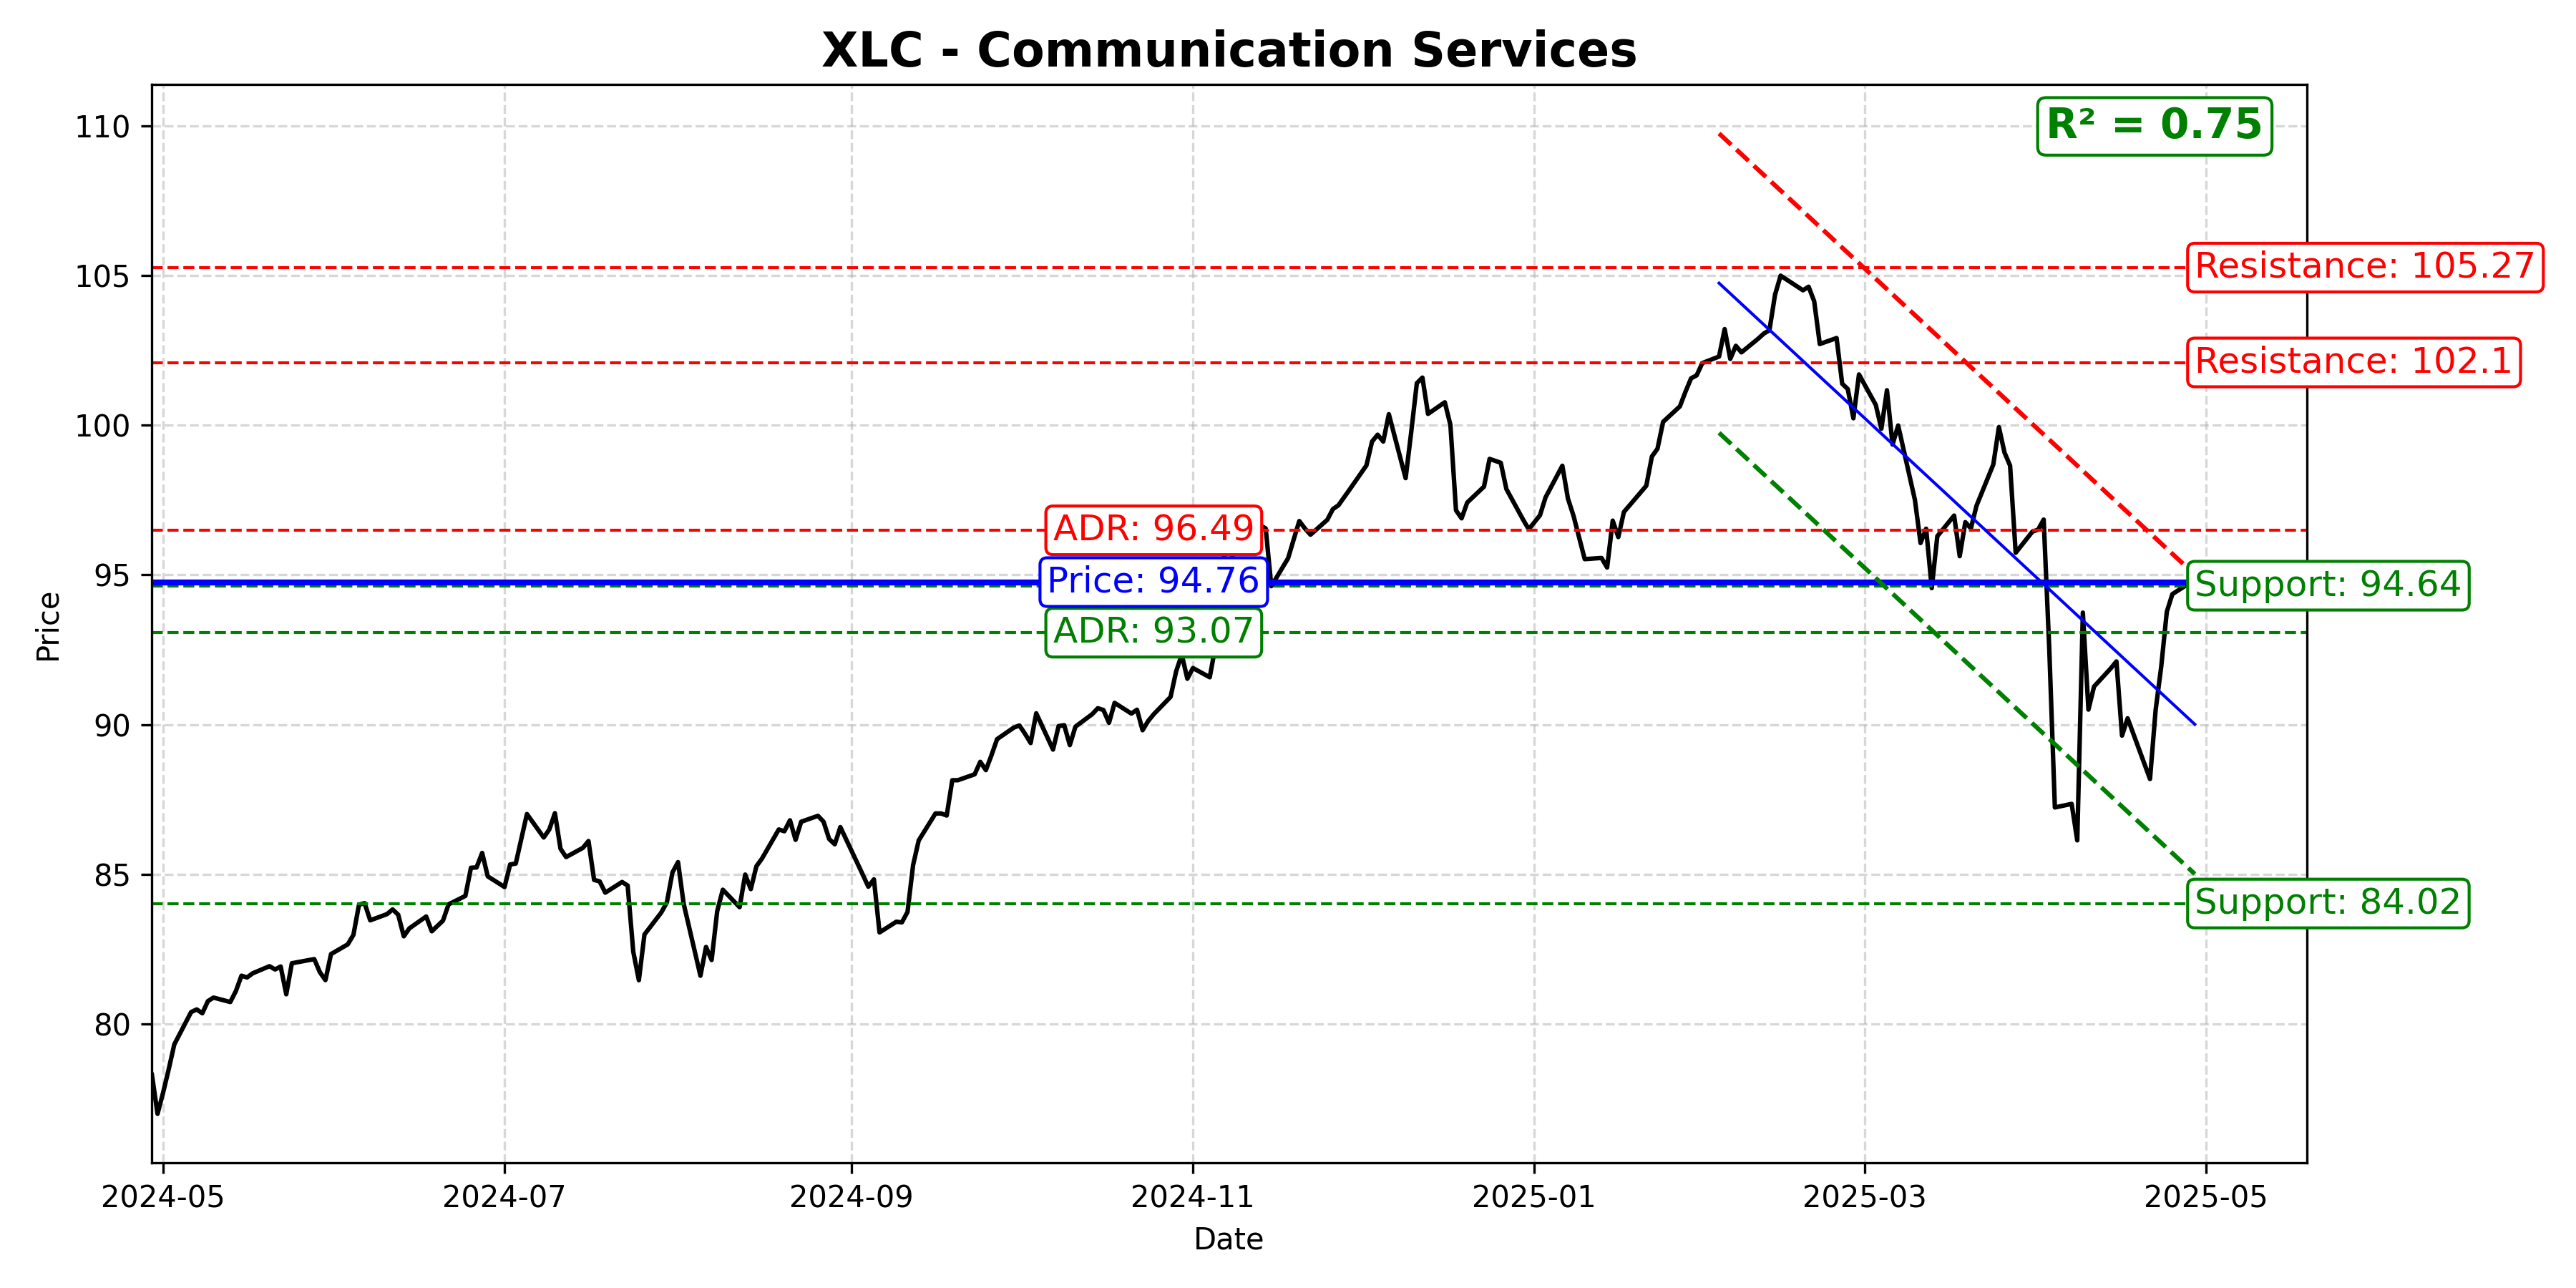 XLC - Communication Services
R² = 0.75
110
105
100
95
90
85
80
Price
Resistance: 105.27
Resistance: 102.1
ADR: 96.49
Price: 94.76
Support: 94.64
ADR: 93.07
Support: 84.02
2024-05
2024-07
2024-09
2024-11
2025-01
2025-03
2025-05
Date